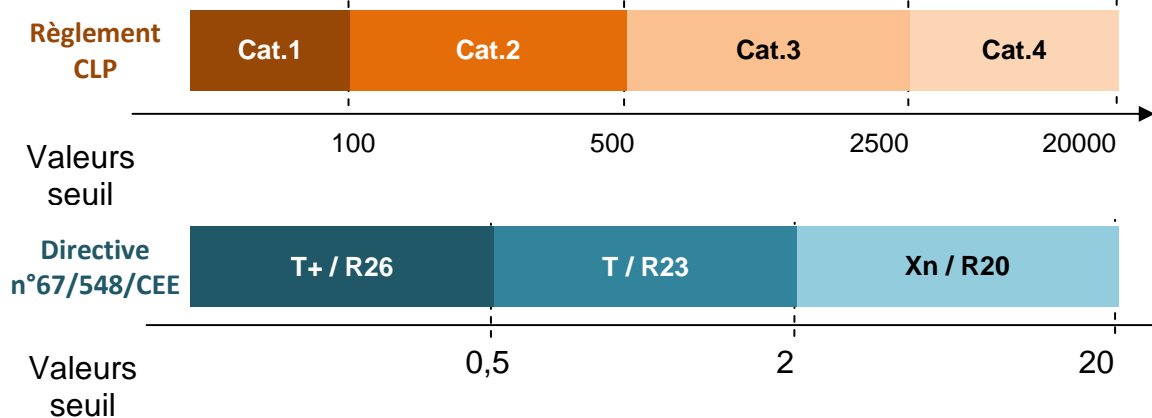 Règlement
CLP
Cat.1 Cat.2 Cat.3 Cat.4
100 500 2500 20000
Valeurs
seuil
Directive
n°67/548/CEE
T+ / R26 T / R23 Xn / R20
0,5 2 20
Valeurs
seuil